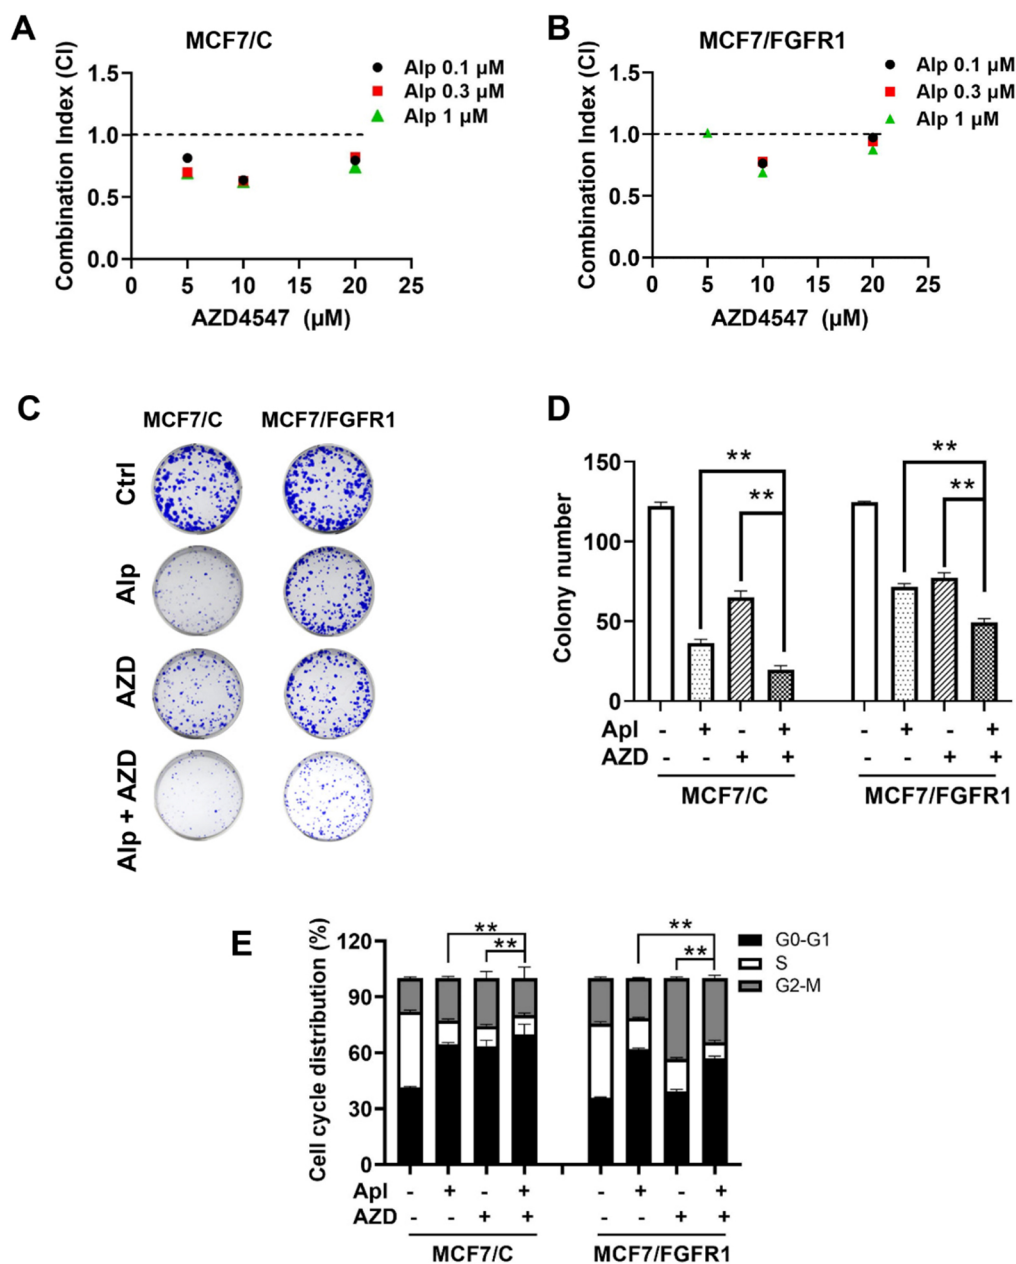 A
MCF7/C
Combination Index (CI)
1.5
1.0
0.5
0.0
0 5 10 15 20 25
AZD4547 (μM)
Alp 0.1 μM
Alp 0.3 μM
Alp 1 μM
B
MCF7/FGFR1
Combination Index (CI)
1.5
1.0
0.5
0.0
0 5 10 15 20 25
AZD4547 (μM)
Alp 0.1 μM
Alp 0.3 μM
Alp 1 μM
C
MCF7/C MCF7/FGFR1
Ctrl
Alp
AZD
Alp + AZD
D
Colony number
150
100
50
0
** **
** **
Apl - + - + - + - +
AZD - - + + - - + +
MCF7/C MCF7/FGFR1
E
Cell cycle distribution (%)
120
90
60
30
0
** **
** **
G0-G1
S
G2-M
Apl - + - + - + - +
AZD - - + + - - + +
MCF7/C MCF7/FGFR1